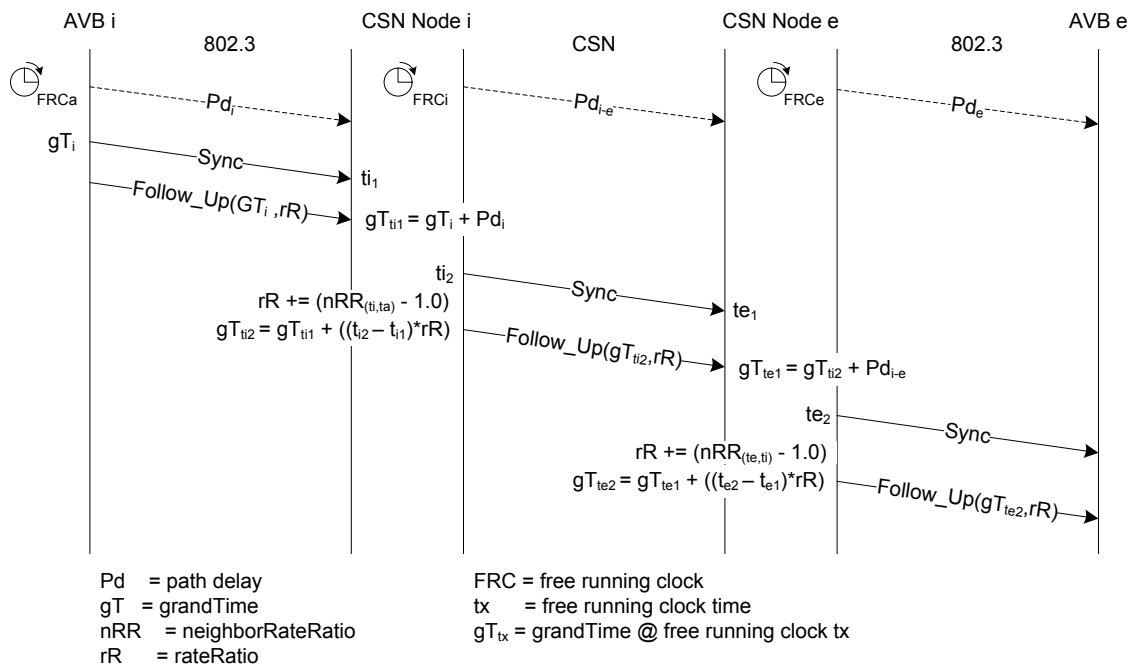 AVB i CSN Node i CSN Node e AVB e
802.3 CSN 802.3
FRCa FRCi FRCe
Pdi Pdi-e Pde
gTi Sync ti1
Follow_Up(GTi ,rR) gTti1 = gTi + Pdi
ti2 Sync te1
rR += (nRR(ti,ta) - 1.0)
gTti2 = gTti1 + ((ti2 – ti1)*rR) Follow_Up(gTti2,rR) gTte1 = gTti2 + Pdi-e
te2 Sync
rR += (nRR(te,ti) - 1.0)
gTte2 = gTte1 + ((te2 – te1)*rR) Follow_Up(gTte2,rR)
Pd = path delay FRC = free running clock
gT = grandTime tx = free running clock time
nRR = neighborRateRatio gTtx = grandTime @ free running clock tx
rR = rateRatio